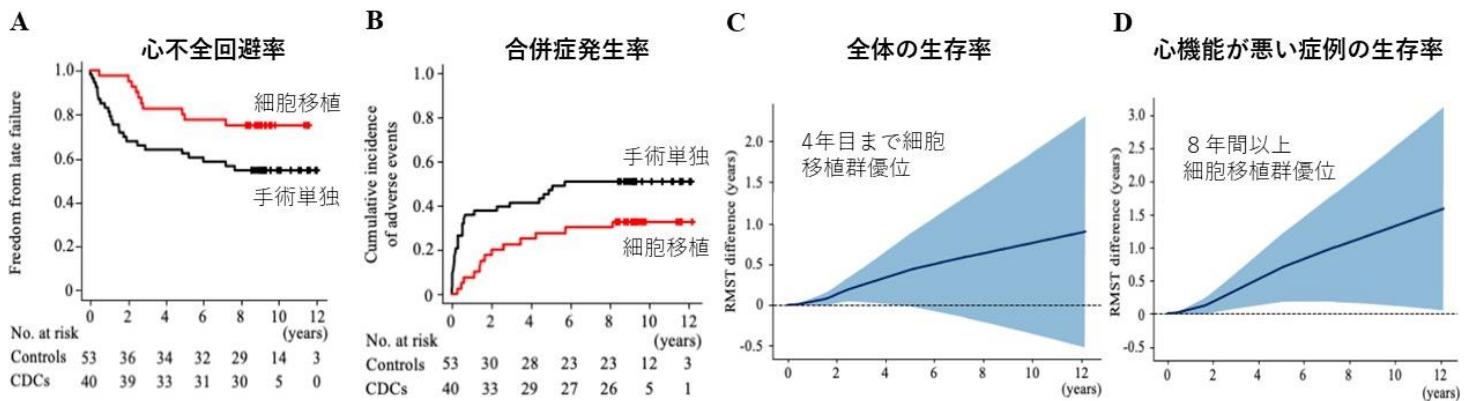 A
心不全回避率
Freedom from late failure
1.0
0.8
0.6
0.4
0.2
0
細胞移植
手術単独
0 2 4 6 8 10 12
(years)
No. at risk
Controls 53 36 34 32 29 14 3
CDCs 40 39 33 31 30 5 0
B
合併症発生率
Cumulative incidence
of adverse events
1.0
0.8
0.6
0.4
0.2
0
手術単独
細胞移植
0 2 4 6 8 10 12
(years)
No. at risk
Controls 53 30 28 23 23 12 3
CDCs 40 33 29 27 26 5 1
C
全体の生存率
RMST difference (years)
2.0
1.5
1.0
0.5
0
-0.5
4年目まで細胞
移植群優位
0 2 4 6 8 10 12
(years)
D
心機能が悪い症例の生存率
RMST difference (years)
3.0
2.5
2.0
1.5
1.0
0.5
0
-0.5
８年間以上
細胞移植群優位
0 2 4 6 8 10 12
(years)